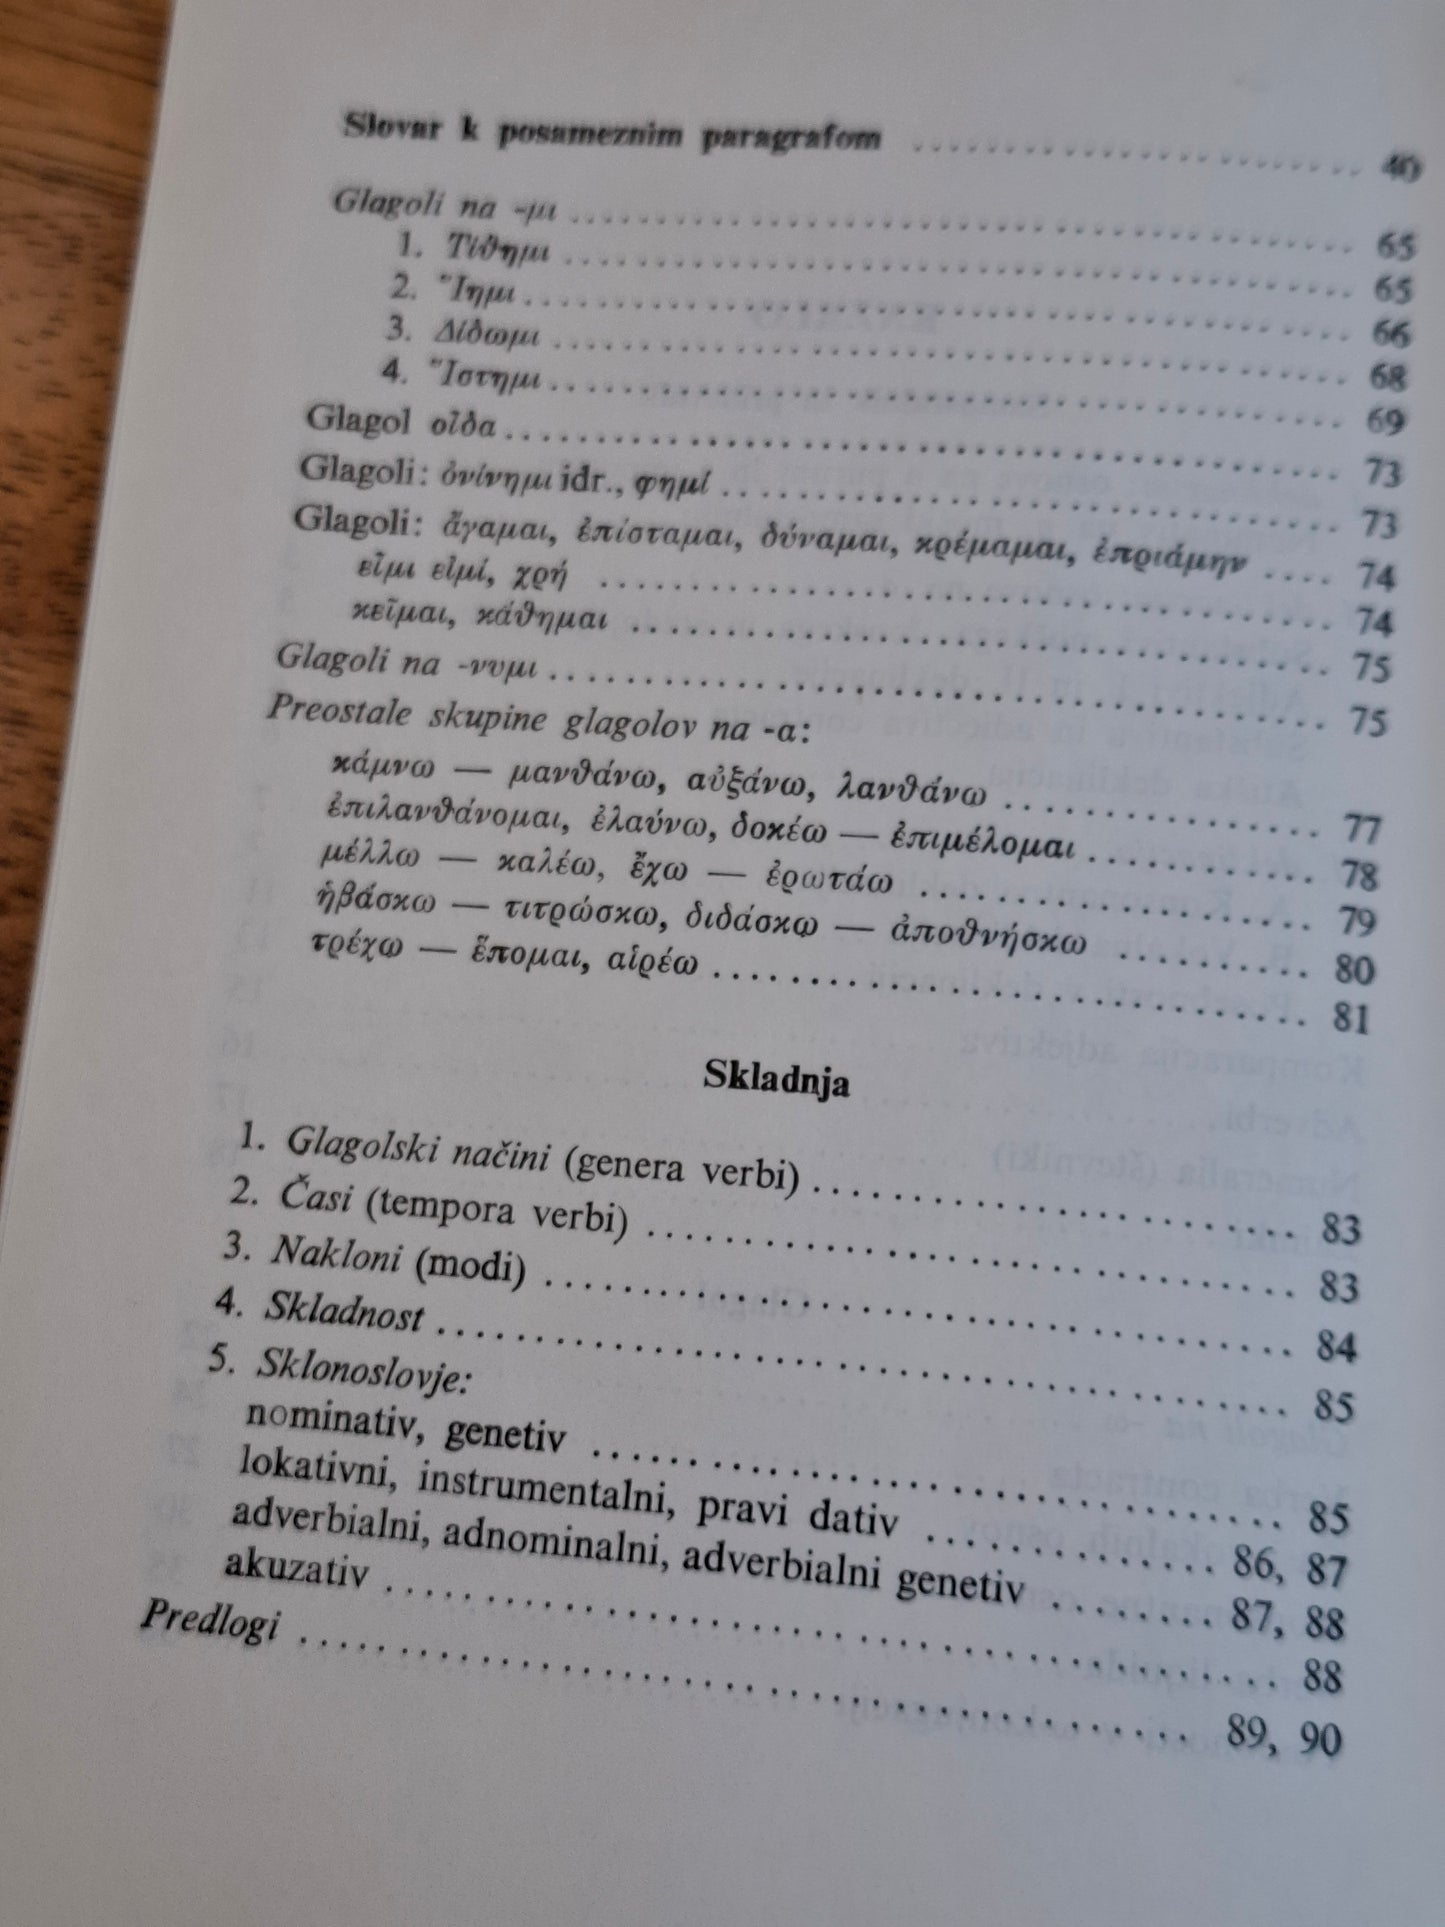 Slovar k posameznim paragrafom .......................... 40
Glagoli na -μι .......................................... 65
1. Τίθημι .......................................... 65
2. Ἵημι .......................................... 66
3. Δίδωμι .......................................... 68
4. Ἵστημι .......................................... 69
Glagol οἶδα .......................................... 73
Glagoli: ὀνίνημι idr., φημί .......................................... 73
Glagoli: ἄγαμαι, ἐπίσταμαι, δύναμαι, κρέμαμαι, ἐπριάμην .... 74
εἶμι εἰμί, χρή .......................................... 74
κεῖμαι, κάθημαι .......................................... 75
Glagoli na -νυμι .......................................... 75
Preostale skupine glagolov na -α:
κάμνω — μανθάνω, αὐξάνω, λανθάνω .................. 77
ἐπιλανθάνομαι, ἐλαύνω, δοκέω — ἐπιμέλομαι ............ 78
μέλλω — καλέω, ἔχω — ἐρωτάω ...................... 79
ἡβάσκω — τιτρώσκω, διδάσκω — ἀποθνήσκω .......... 80
τρέχω — ἕπομαι, αἱρέω .............................. 81
Skladnja
1. Glagolski načini (genera verbi) ........................ 83
2. Časi (tempora verbi) .............................. 83
3. Nakloni (modi) .............................. 84
4. Skladnost .................................... 85
5. Sklonoslovje:
nominativ, genetiv .............................. 85
lokativni, instrumentalni, pravi dativ .............. 86, 87
adverbialni, adnominalni, adverbialni genetiv ........ 87, 88
akuzativ .......................................... 88
Predlogi .................................... 89, 90